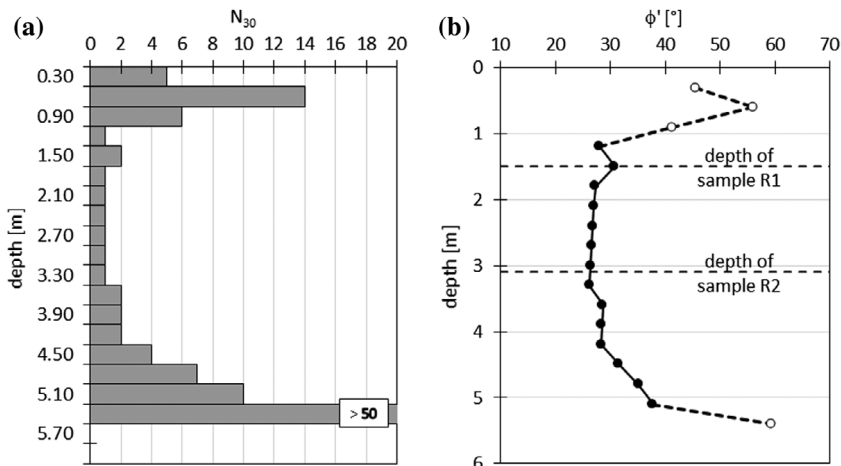 (a)
N30
0 2 4 6 8 10 12 14 16 18 20
depth [m]
0.30
0.90
1.50
2.10
2.70
3.30
3.90
4.50
5.10
5.70
> 50
(b)
ϕ' [°]
10 20 30 40 50 60 70
depth [m]
0
1
2
3
4
5
6
depth of
sample R1
depth of
sample R2